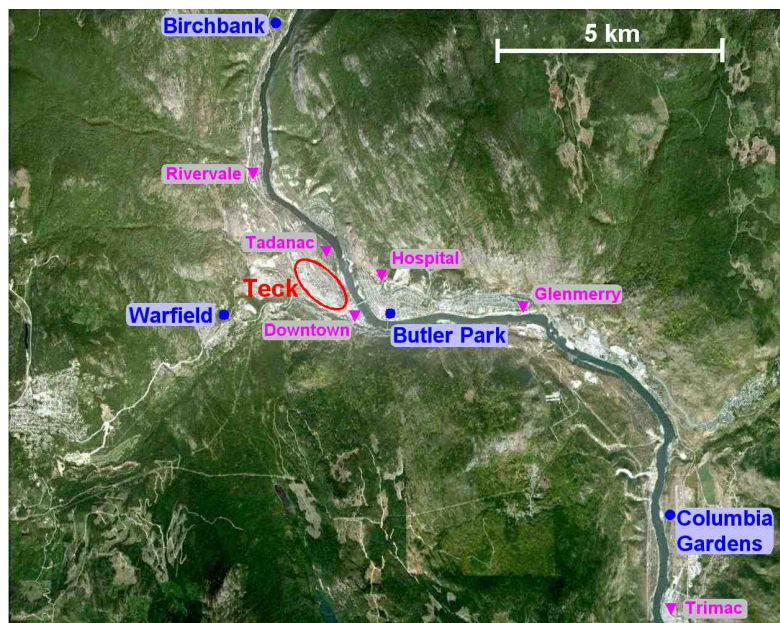 Birchbank
5 km
Rivervale
Tadanac
Hospital
Teck
Glenmerry
Warfield
Downtown
Butler Park
Columbia
Gardens
Trimac